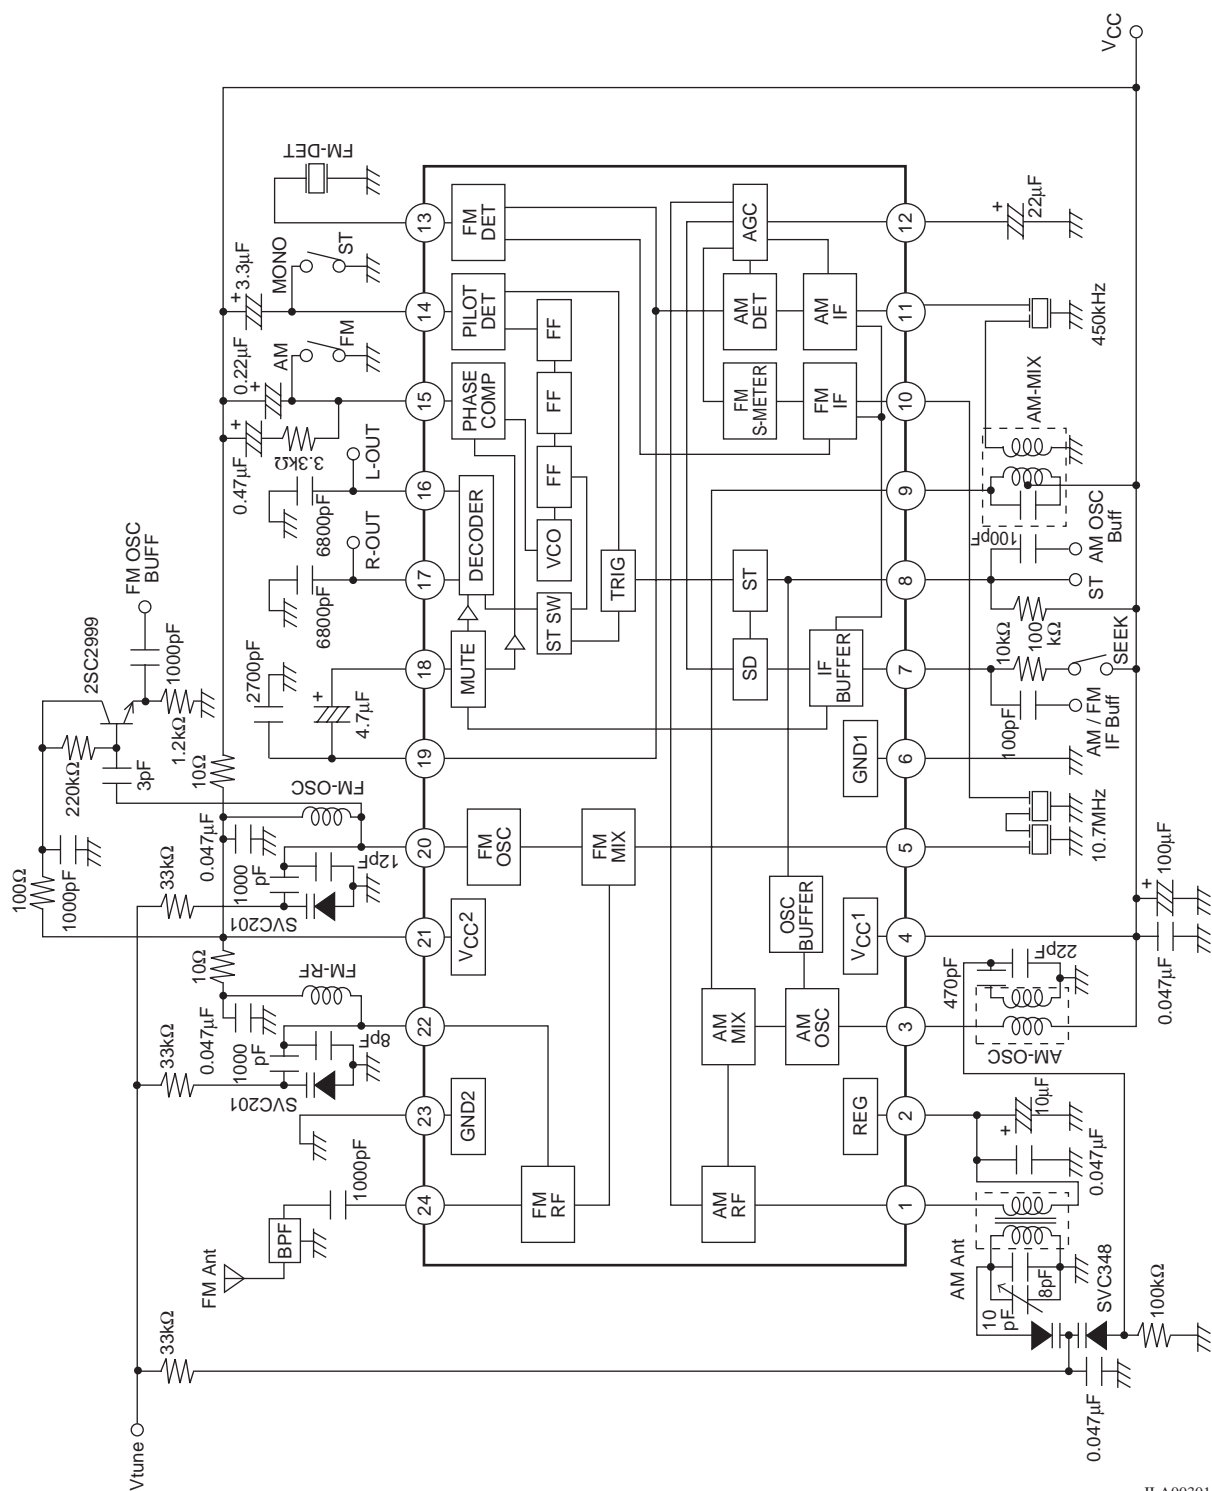 VCC
FM-DET
3.3µF
MONO
ST
0.22µF
AM
FM
0.47µF
3.3kΩ
L-OUT
6800pF
R-OUT
6800pF
FM OSC
BUFF
2SC2999
1000pF
1.2kΩ
2700pF
4.7µF
220kΩ
3pF
10Ω
FM-OSC
100Ω
1000pF
33kΩ
0.047µF
1000
pF
12pF
SVC201
10Ω
FM-RF
33kΩ
0.047µF
1000
pF
8pF
SVC201
1000pF
BPF
FM Ant
33kΩ
Vtune
13
14
15
16
17
18
19
20
21
22
23
24
FM
DET
PILOT
DET
PHASE
COMP
DECODER
MUTE
FF
FF
FF
VCO
ST SW
TRIG
FM
OSC
FM
MIX
VCC2
GND2
FM
RF
AGC
AM
DET
AM
IF
FM
S-METER
FM
IF
ST
SD
IF
BUFFER
GND1
OSC
BUFFER
VCC1
AM
MIX
AM
OSC
REG
AM
RF
12
11
10
9
8
7
6
5
4
3
2
1
22µF
450kHz
AM-MIX
100pF
AM OSC
Buff
ST
100
kΩ
10kΩ
SEEK
100pF
AM / FM
IF Buff
10.7MHz
100µF
0.047µF
22pF
470pF
AM-OSC
10µF
0.047µF
AM Ant
8pF
10
pF
SVC348
100kΩ
0.047µF